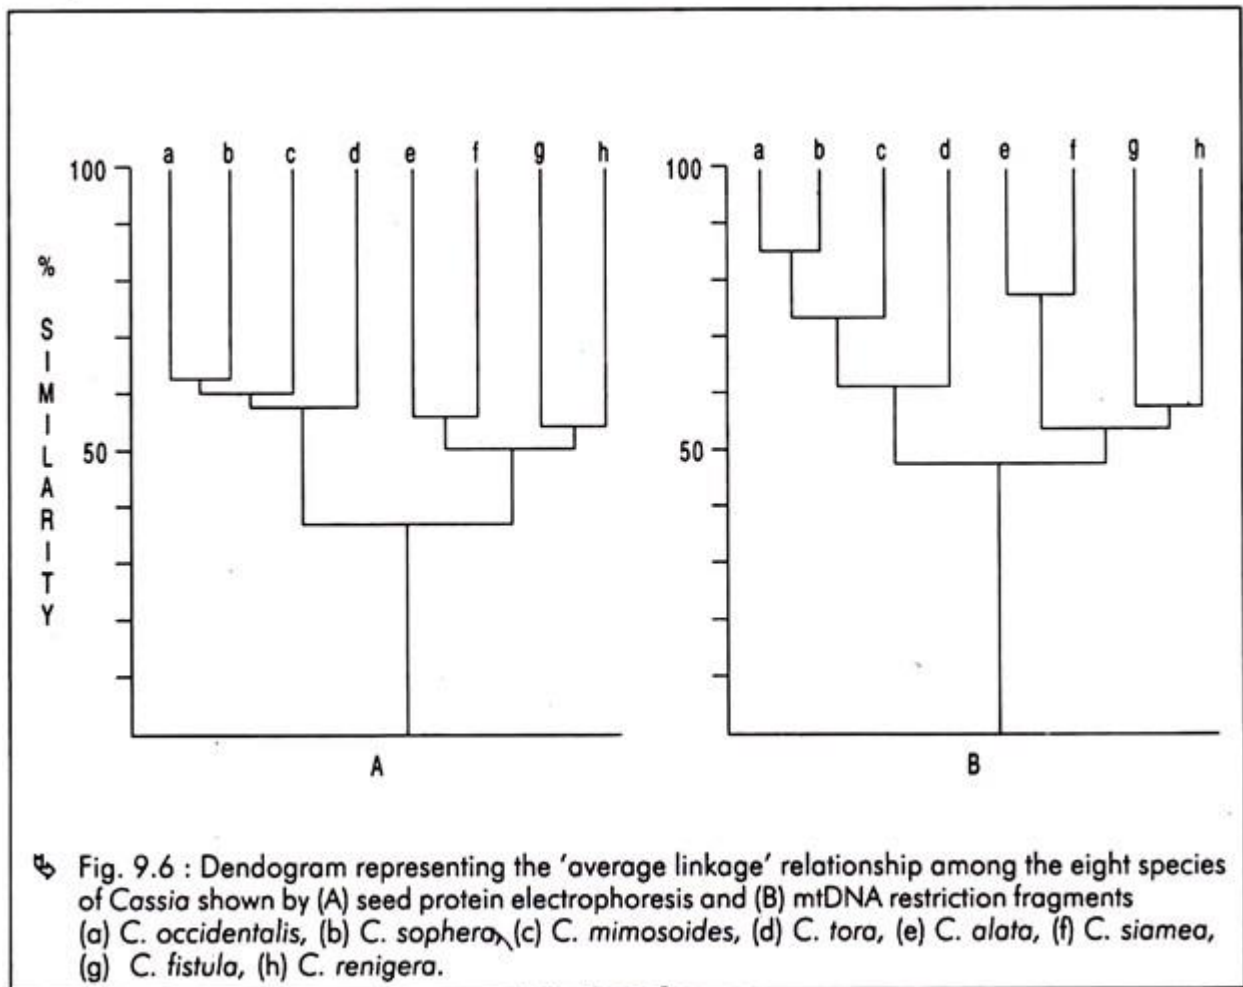 a b c d e f g h
a b c d e f g h
100
100
50
50
% SIMILARITY
A
B
Fig. 9.6 : Dendogram representing the 'average linkage' relationship among the eight species
of Cassia shown by (A) seed protein electrophoresis and (B) mtDNA restriction fragments
(a) C. occidentalis, (b) C. sophera, (c) C. mimosoides, (d) C. tora, (e) C. alata, (f) C. siamea,
(g) C. fistula, (h) C. renigera.